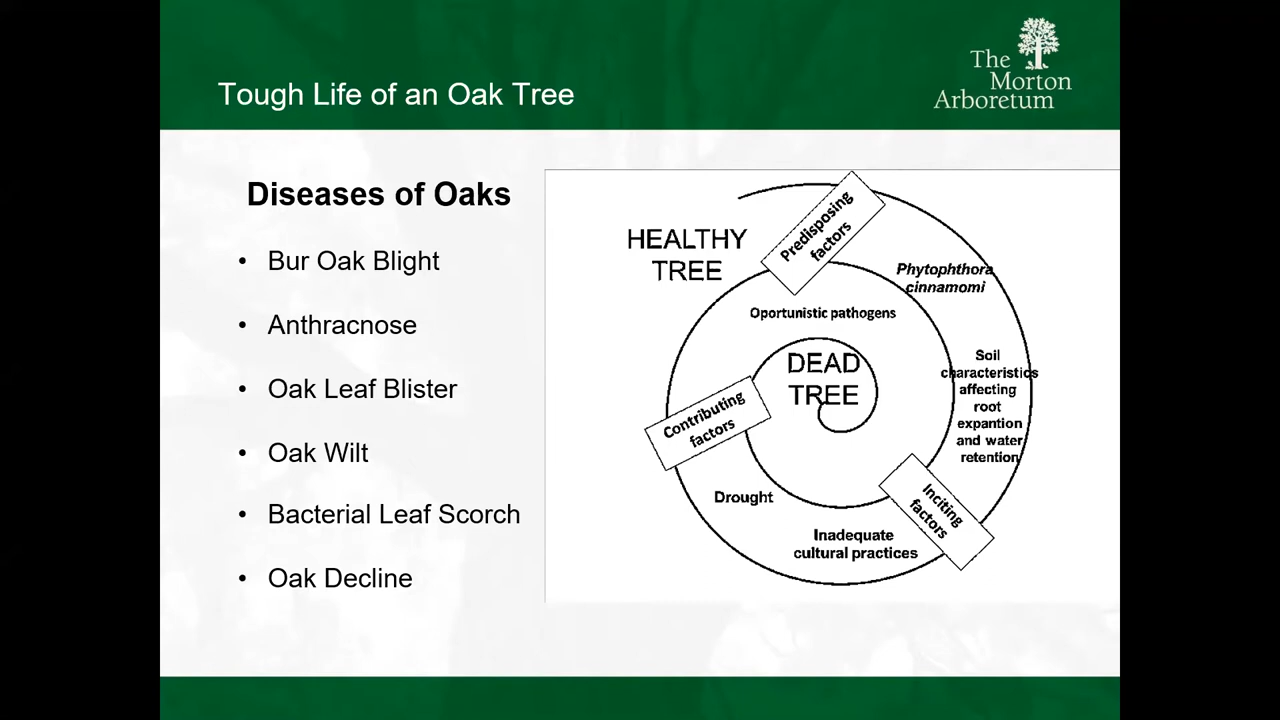 Tough Life of an Oak Tree
The
Morton
Arboretum
Diseases of Oaks
• Bur Oak Blight
• Anthracnose
• Oak Leaf Blister
• Oak Wilt
• Bacterial Leaf Scorch
• Oak Decline
HEALTHY
TREE
Predisposing
factors
Phytophthora
cinnamomi
Oportunistic pathogens
Soil
characteristics
affecting
root
expantion
and water
retention
DEAD
TREE
Contributing
factors
Inciting
factors
Drought
Inadequate
cultural practices